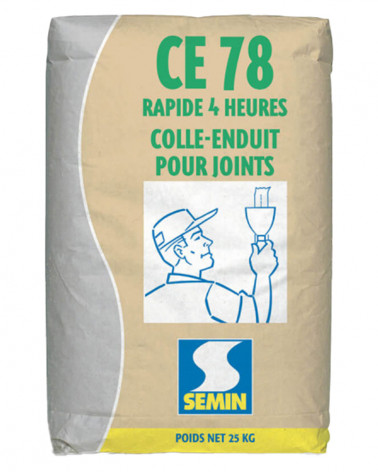 CE 78
RAPIDE 4 HEURES
COLLE-ENDUIT
POUR JOINTS
SEMIN
POIDS NET 25 KG